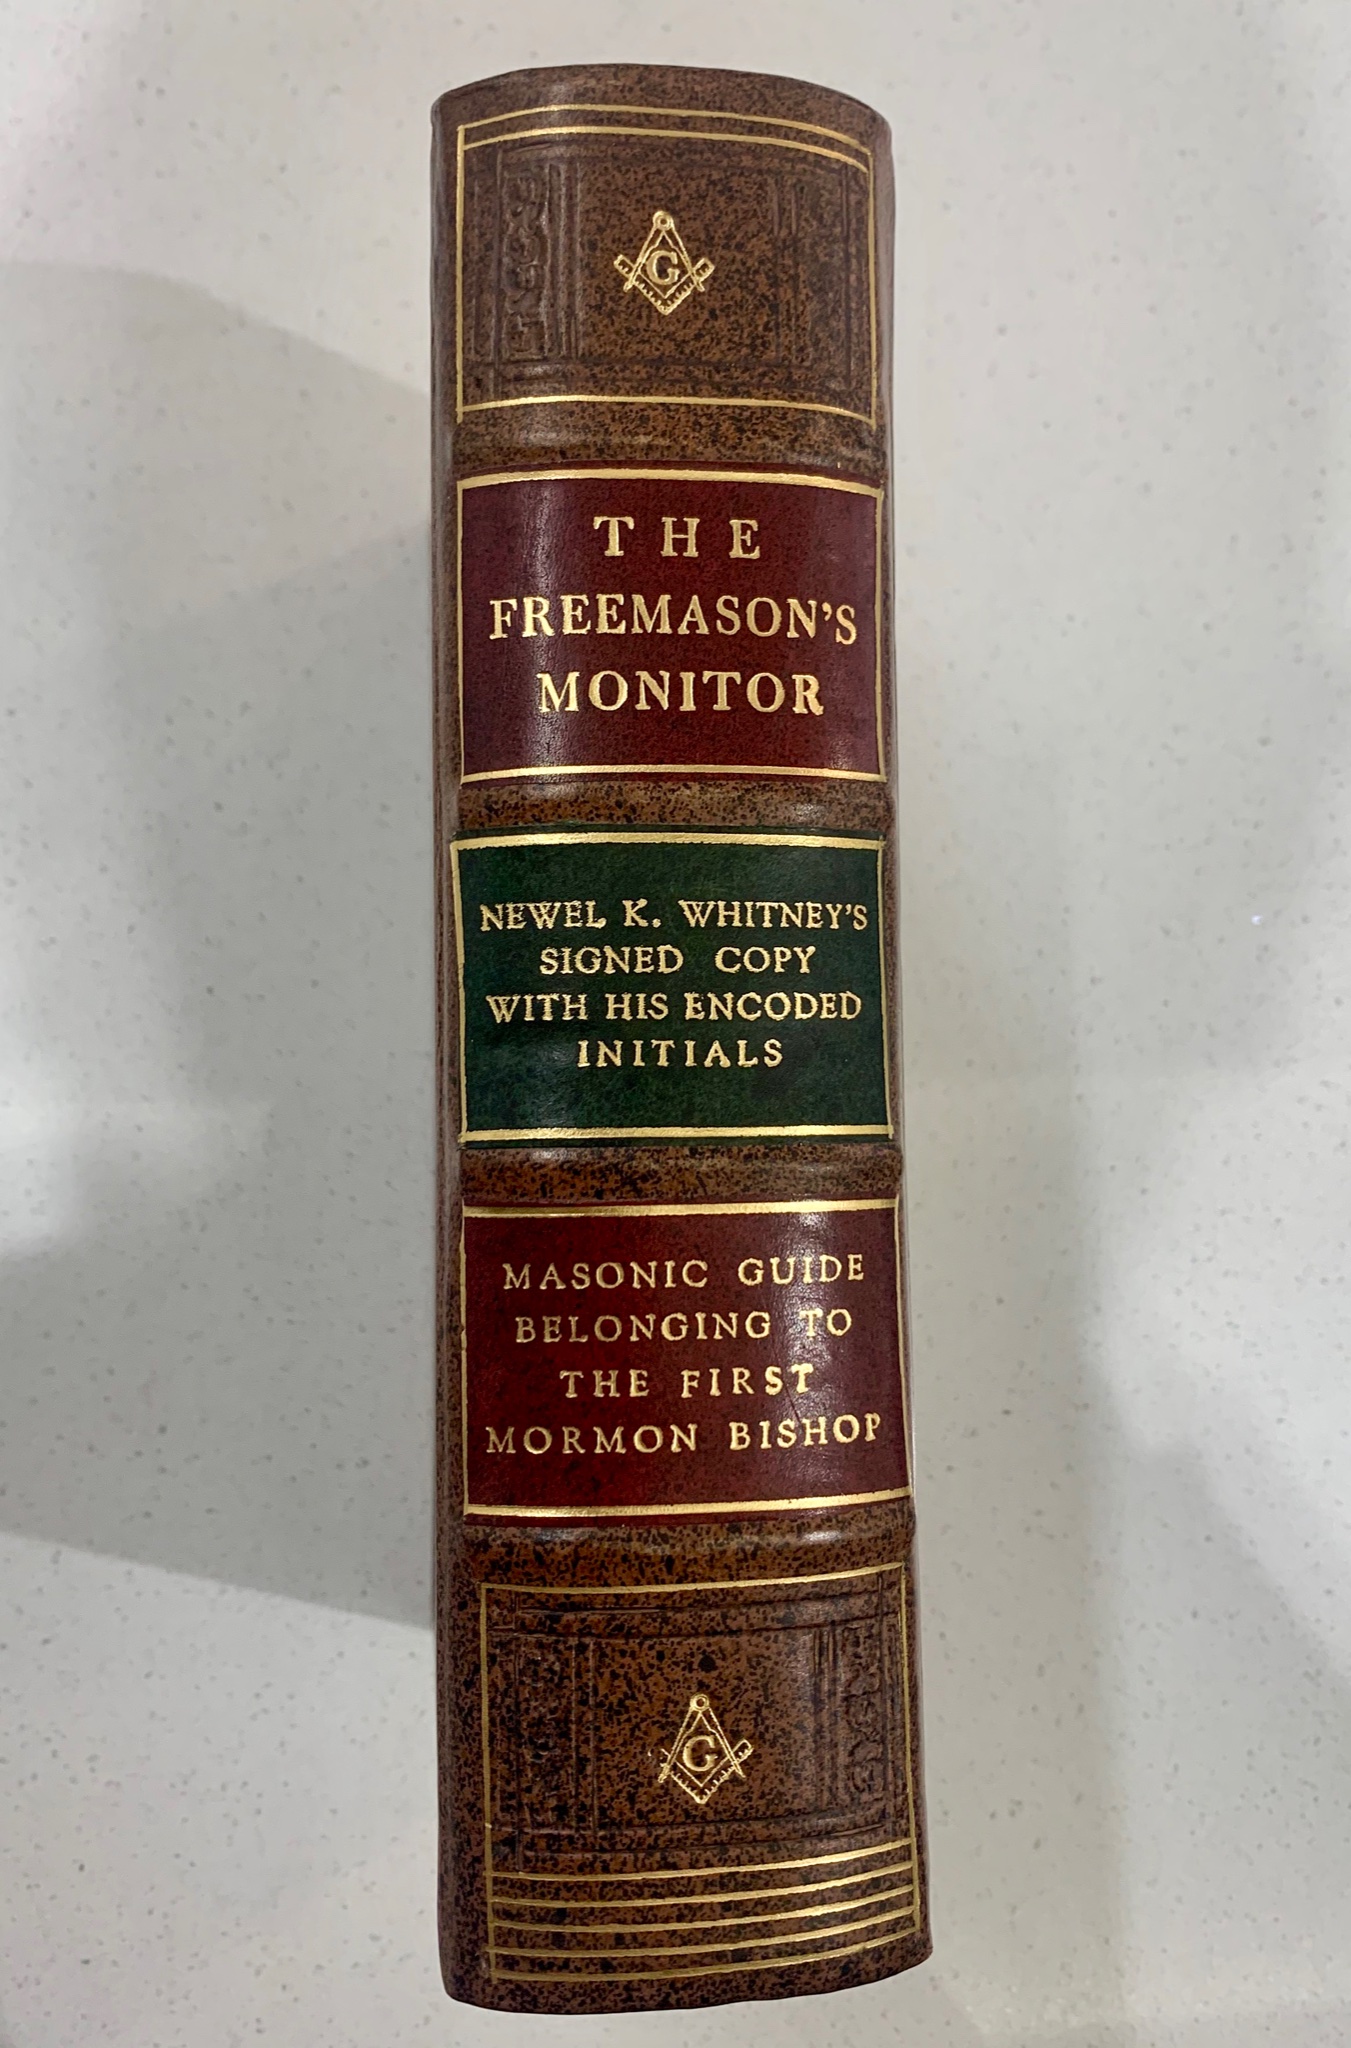 G
THE
FREEMASON'S
MONITOR
NEWEL K. WHITNEY'S
SIGNED COPY
WITH HIS ENCODED
INITIALS
MASONIC GUIDE
BELONGING TO
THE FIRST
MORMON BISHOP
G